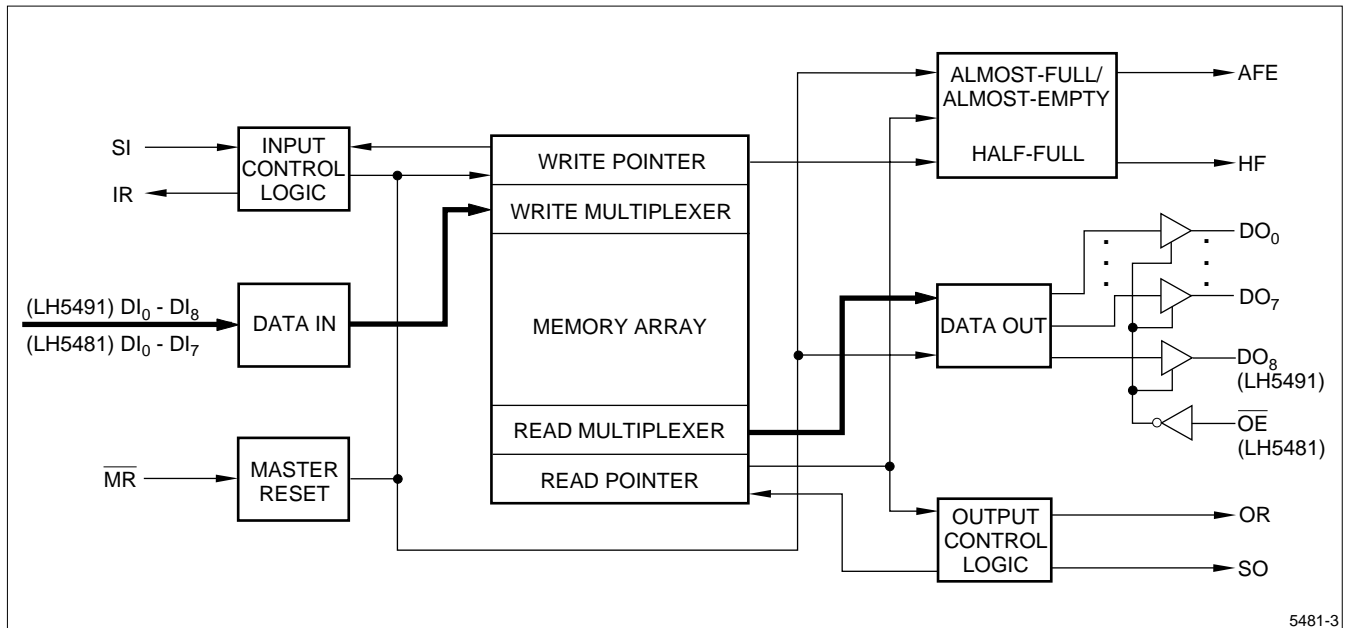 SI
IR
INPUT
CONTROL
LOGIC
(LH5491) DI₀ - DI₈
(LH5481) DI₀ - DI₇
DATA IN
M̅R̅
MASTER
RESET
WRITE POINTER
WRITE MULTIPLEXER
MEMORY ARRAY
READ MULTIPLEXER
READ POINTER
ALMOST-FULL/
ALMOST-EMPTY
HALF-FULL
AFE
HF
DATA OUT
DO₀
DO₇
DO₈
(LH5491)
O̅E̅
(LH5481)
OUTPUT
CONTROL
LOGIC
OR
SO
5481-3